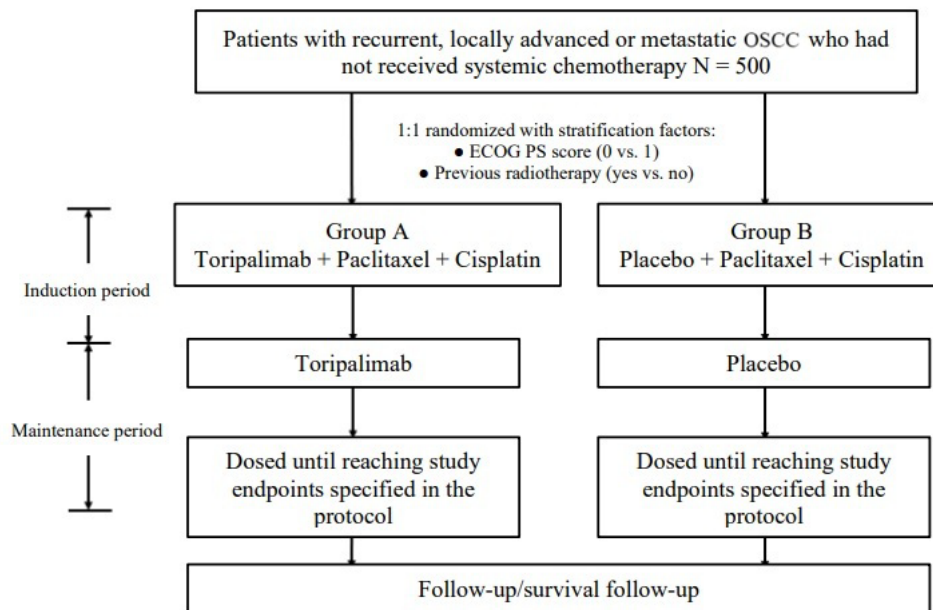 Patients with recurrent, locally advanced or metastatic OSCC who had
not received systemic chemotherapy N = 500
1:1 randomized with stratification factors:
● ECOG PS score (0 vs. 1)
● Previous radiotherapy (yes vs. no)
Induction period
Group A
Toripalimab + Paclitaxel + Cisplatin
Group B
Placebo + Paclitaxel + Cisplatin
Maintenance period
Toripalimab
Placebo
Dosed until reaching study
endpoints specified in the
protocol
Dosed until reaching study
endpoints specified in the
protocol
Follow-up/survival follow-up